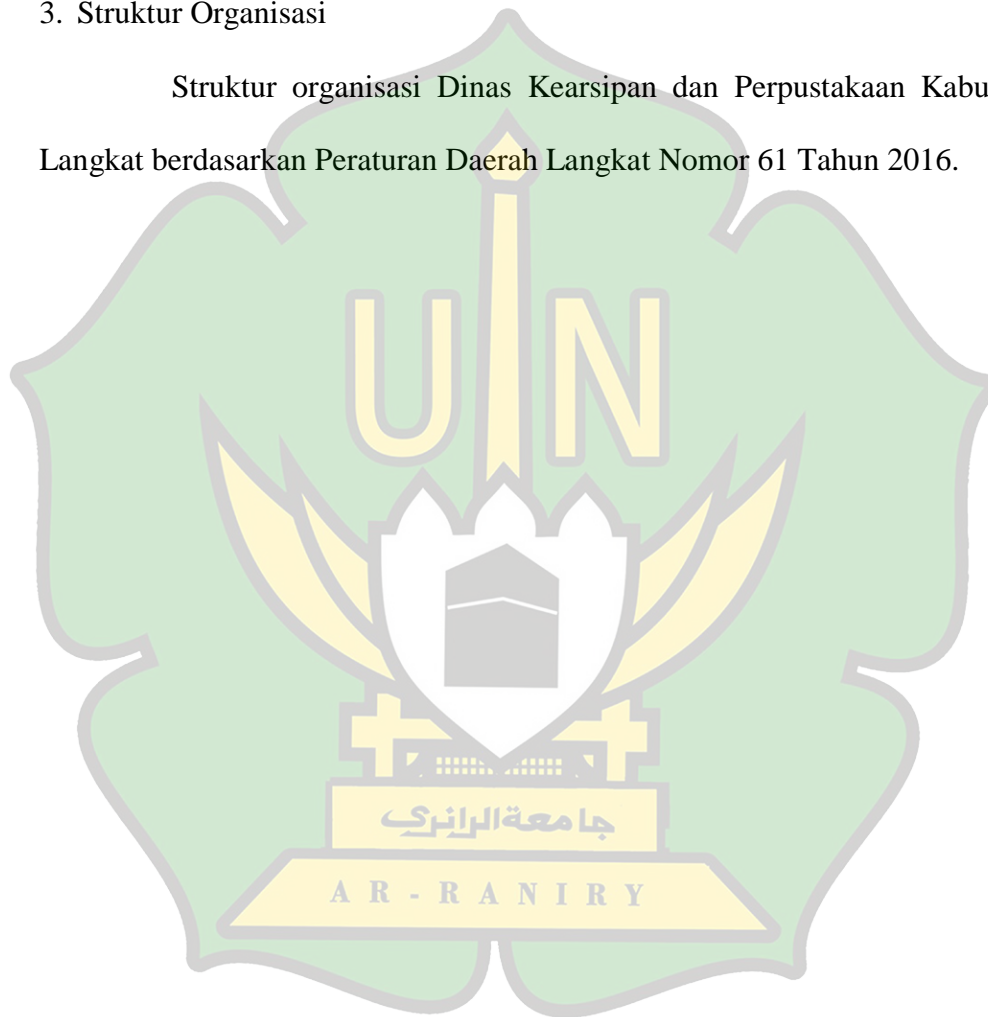 3. Struktur Organisasi
Struktur organisasi Dinas Kearsipan dan Perpustakaan Kabu
Langkat berdasarkan Peraturan Daerah Langkat Nomor 61 Tahun 2016.
UIN
جامعة الرانري
AR-RANIRY